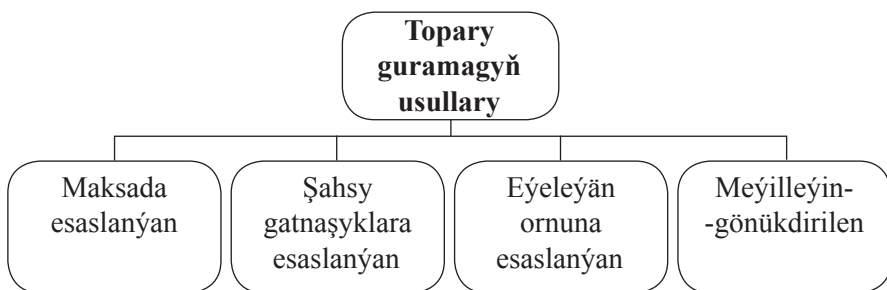 Topary
guramagyň
usullary
Maksada
esaslanýan
Şahsy
gatnaşyklara
esaslanýan
Eýeleýän
ornuna
esaslanýan
Meýilleýin-
-gönükdirilen